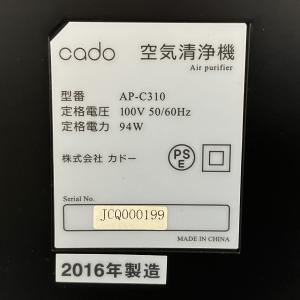 cado 空気清浄機
Air purifier
型番 AP-C310
定格電圧 100V 50/60Hz
定格電力 94W
株式会社 カドー
PSE
Serial No.
JCQ000199
MADE IN CHINA
2016年製造